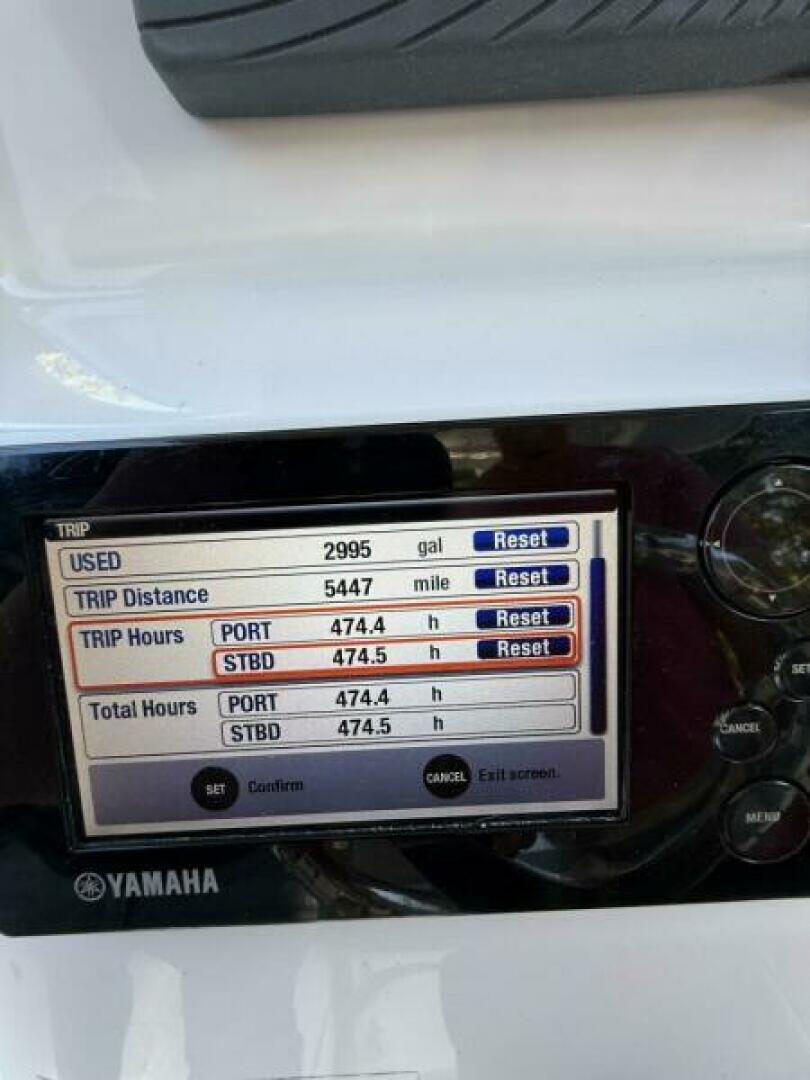 TRIP
USED 2995 gal Reset
TRIP Distance 5447 mile Reset
TRIP Hours PORT 474.4 h Reset
STBD 474.5 h Reset
Total Hours PORT 474.4 h
STBD 474.5 h
SET Confirm CANCEL Exit screen.
SET
CANCEL
MENU
YAMAHA